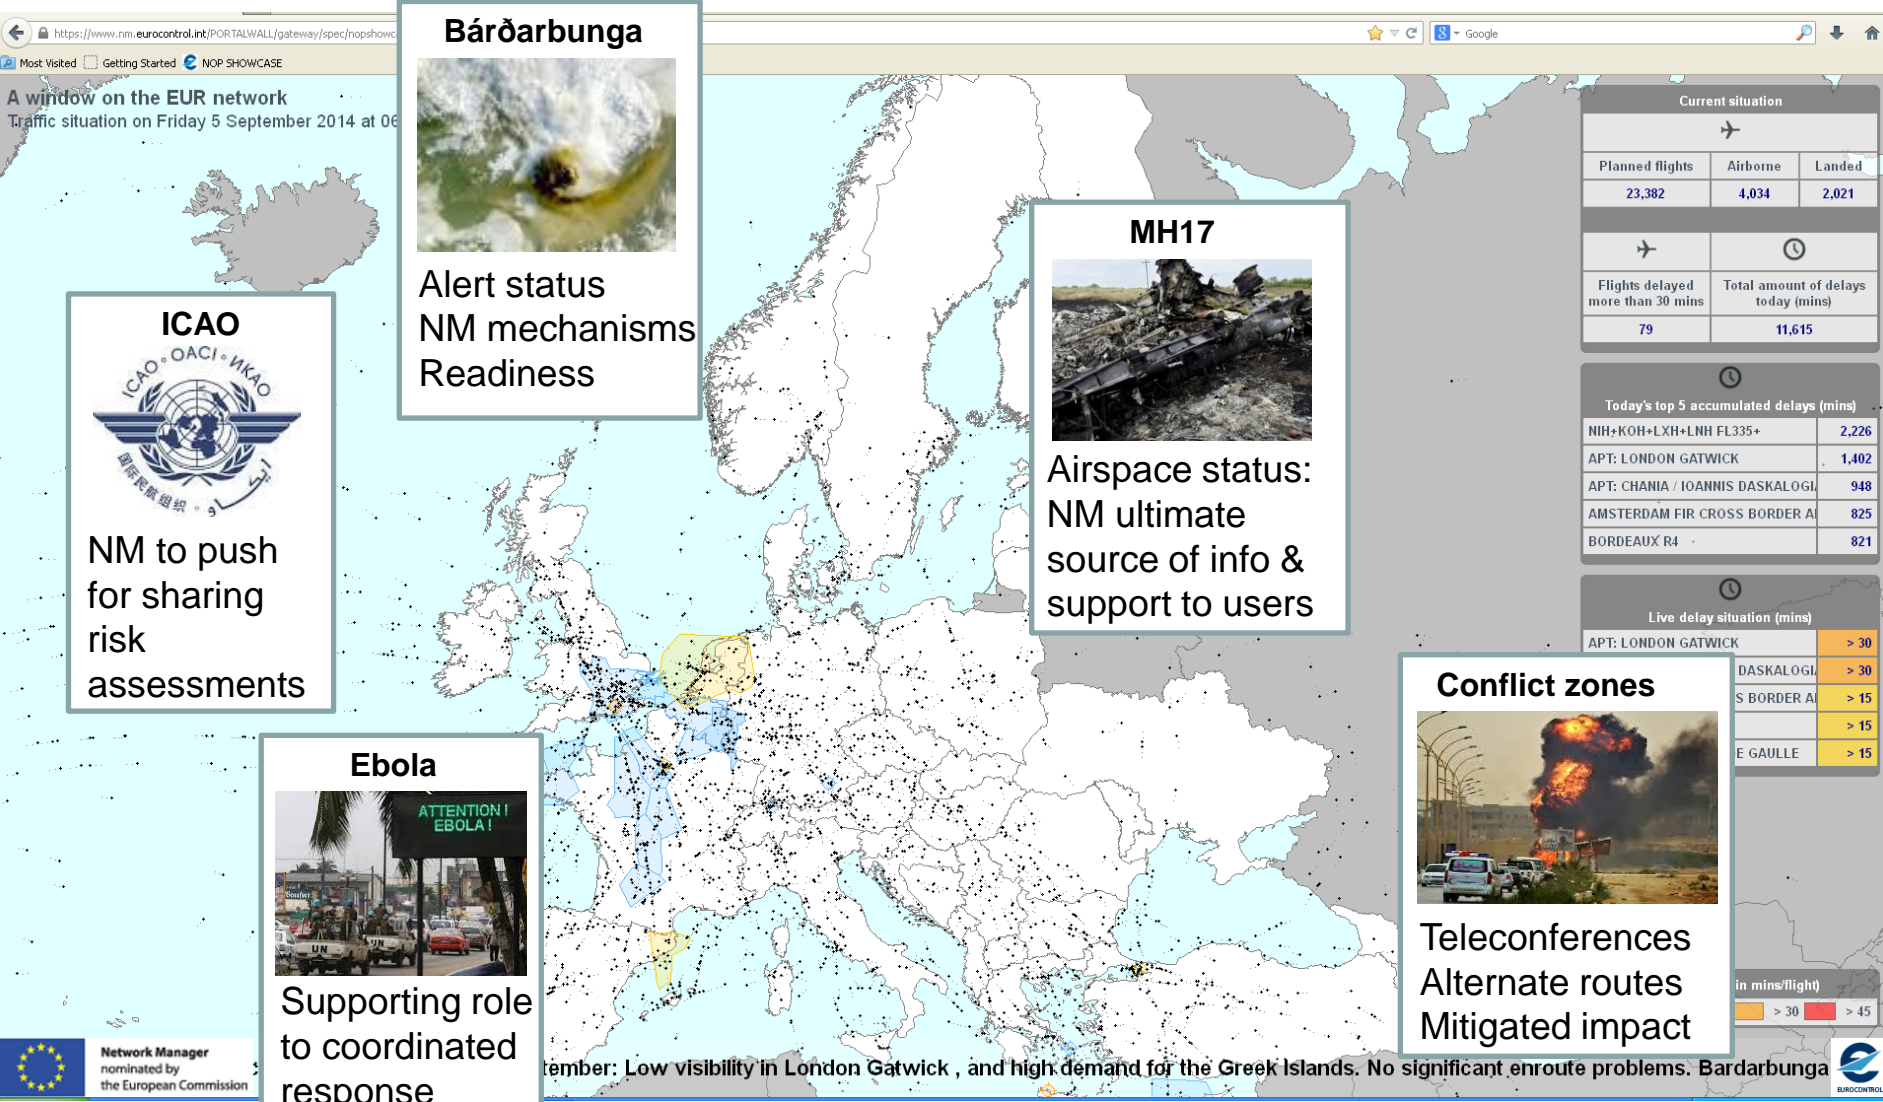 https://www.nm.eurocontrol.int/PORTALWALL/gateway/spec/nopshowc
Google
Most Visited
Getting Started
NOP SHOWCASE
A window on the EUR network
Traffic situation on Friday 5 September 2014 at 06
Bárðarbunga
Alert status
NM mechanisms
Readiness
ICAO
ICAO · OACI · ИКАО
国际民航组织
إيكاو
NM to push
for sharing
risk
assessments
MH17
Airspace status:
NM ultimate
source of info &
support to users
Ebola
ATTENTION!
EBOLA!
UN
UN
Supporting role
to coordinated
response
Conflict zones
Teleconferences
Alternate routes
Mitigated impact
Current situation
Planned flights Airborne Landed
23,382 4,034 2,021
Flights delayed more than 30 mins
Total amount of delays today (mins)
79 11,615
Today's top 5 accumulated delays (mins)
NIH+KOH+LXH+LNH FL335+ 2,226
APT: LONDON GATWICK 1,402
APT: CHANIA / IOANNIS DASKALOGI 948
AMSTERDAM FIR CROSS BORDER A 825
BORDEAUX R4 821
Live delay situation (mins)
APT: LONDON GATWICK > 30
DASKALOGI > 30
S BORDER A > 15
> 15
E GAULLE > 15
in mins/flight)
> 30 > 45
Network Manager
nominated by
the European Commission
tember: Low visibility in London Gatwick , and high demand for the Greek Islands. No significant enroute problems. Bardarbunga
EUROCONTROL